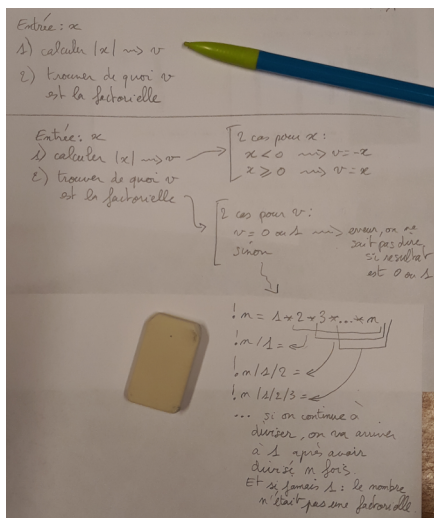 Entrée : x
1) calculer |x| ⟿ v
2) trouver de quoi v
est la factorielle
Entrée : x
1) calculer |x| ⟿ v
2) trouver de quoi v
est la factorielle
2 cas pour x :
x < 0 ⟿ v = -x
x ⩾ 0 ⟿ v = x
2 cas pour v :
v = 0 ou 1 ⟿ erreur, on ne
sait pas dire
si resultat
est 0 ou 1
sinon
!n = 1 * 2 * 3 * ... * n
!n / 1 =
!n / 1 / 2 =
!n / 1 / 2 / 3 =
... si on continue à
diviser, on va arriver
à 1 après avoir
divisé n fois.
Et si jamais 1 : le nombre
n'était pas une factorielle